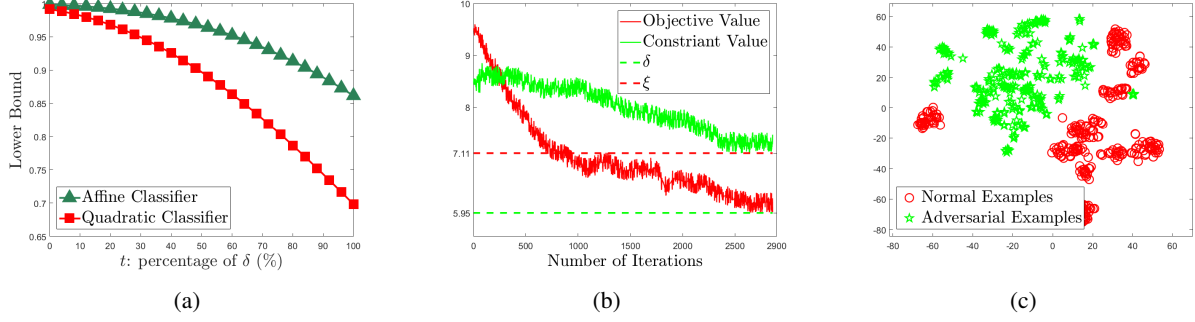 1
0.95
0.9
0.85
0.8
0.75
0.7
0.65
0 10 20 30 40 50 60 70 80 90 100
Lower Bound
t: percentage of δ (%)
Affine Classifier
Quadratic Classifier
(a)
10
8
7.11
5.95
0 500 1000 1500 2000 2500 2900
Number of Iterations
Objective Value
Constriant Value
δ
ξ
(b)
60
40
20
0
-20
-40
-60
-80
-80 -60 -40 -20 0 20 40 60
Normal Examples
Adversarial Examples
(c)